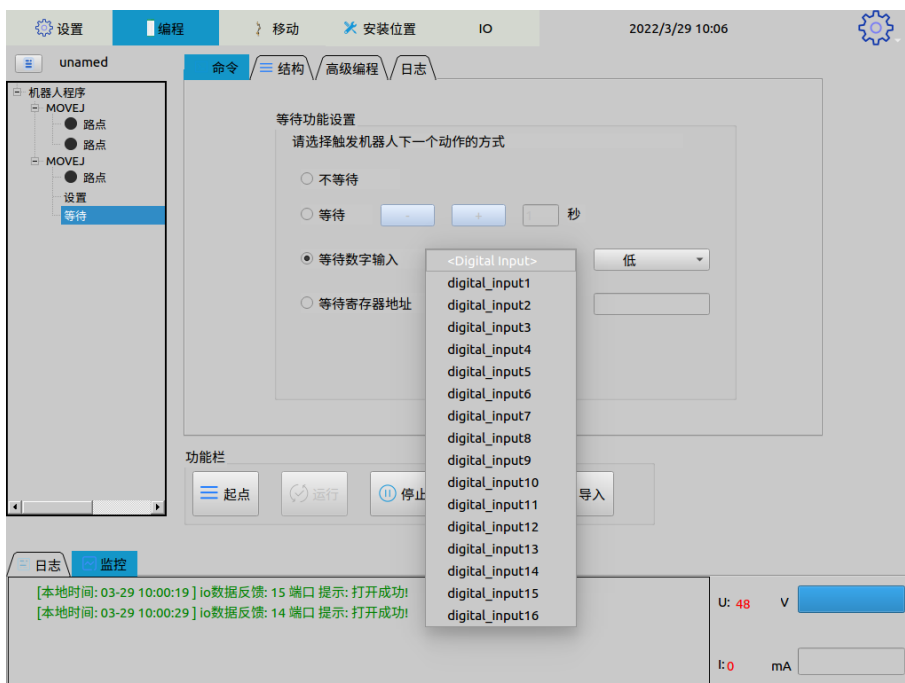 设置 编程 移动 安装位置 IO 2022/3/29 10:06
unamed
命令 结构 高级编程 日志
机器人程序
MOVEJ
路点
路点
MOVEJ
路点
设置
等待
等待功能设置
请选择触发机器人下一个动作的方式
不等待
等待 - + 秒
等待数字输入 <Digital Input> 低
digital_input1
digital_input2
等待寄存器地址
digital_input3
digital_input4
digital_input5
digital_input6
digital_input7
digital_input8
digital_input9
digital_input10
digital_input11
digital_input12
digital_input13
digital_input14
digital_input15
digital_input16
功能栏
起点 运行 停止 导入
日志 监控
[本地时间: 03-29 10:00:19 ] io数据反馈: 15 端口 提示: 打开成功!
[本地时间: 03-29 10:00:29 ] io数据反馈: 14 端口 提示: 打开成功!
U: 48 V
I: 0 mA